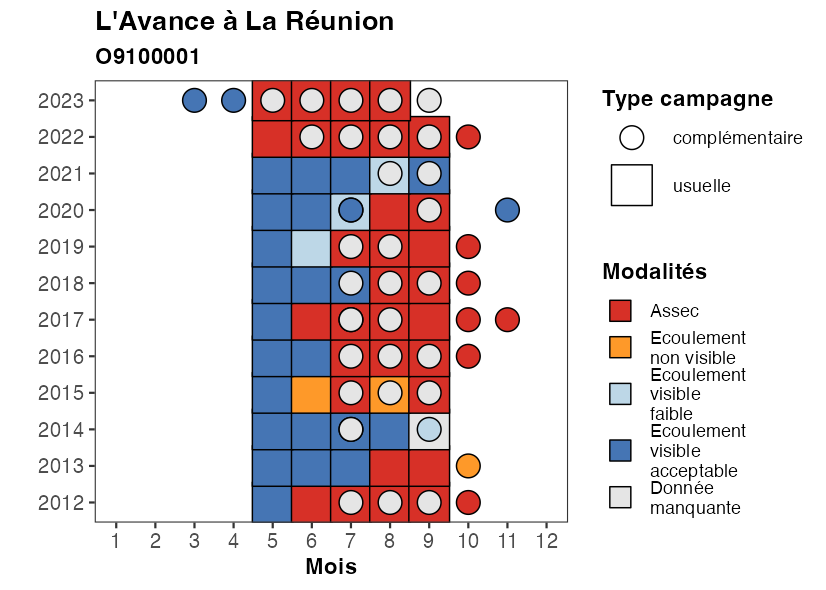 L'Avance à La Réunion
O9100001
2023
2022
2021
2020
2019
2018
2017
2016
2015
2014
2013
2012
1 2 3 4 5 6 7 8 9 10 11 12
Mois
Type campagne
complémentaire
usuelle
Modalités
Assec
Ecoulement
non visible
Ecoulement
visible
faible
Ecoulement
visible
acceptable
Donnée
manquante